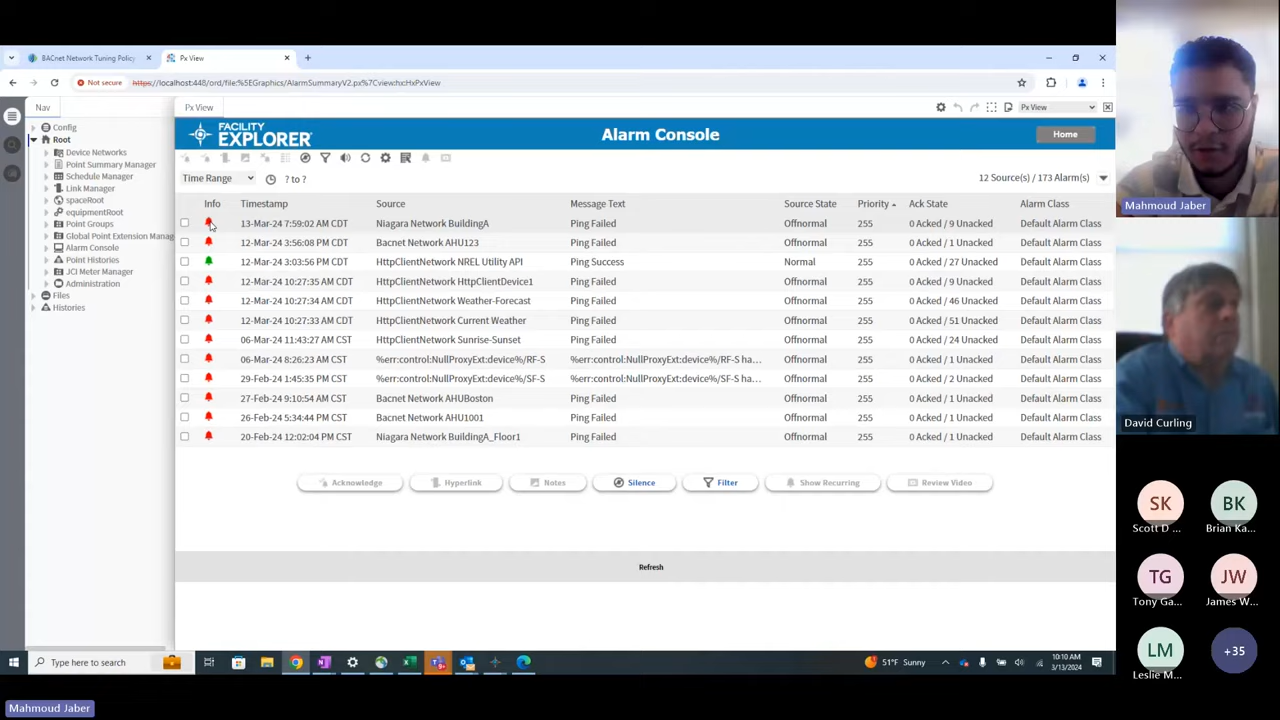 BACnet Network Tuning Policy
Px View
Not secure https://localhost:448/ord/file:%5EGraphics/AlarmSummaryV2.px%7Cview:hx:HxPxView
Nav
Px View
Px View
Config
Root
Device Networks
Point Summary Manager
Schedule Manager
Link Manager
spaceRoot
equipmentRoot
Point Groups
Global Point Extension Manag
Alarm Console
Point Histories
JCI Meter Manager
Administration
Files
Histories
FACILITY
EXPLORER
Alarm Console
Home
Time Range ? to ? 12 Source(s) / 173 Alarm(s)
Info Timestamp Source Message Text Source State Priority Ack State Alarm Class
13-Mar-24 7:59:02 AM CDT Niagara Network BuildingA Ping Failed Offnormal 255 0 Acked / 9 Unacked Default Alarm Class
12-Mar-24 3:56:08 PM CDT Bacnet Network AHU123 Ping Failed Offnormal 255 0 Acked / 1 Unacked Default Alarm Class
12-Mar-24 3:03:56 PM CDT HttpClientNetwork NREL Utility API Ping Success Normal 255 0 Acked / 27 Unacked Default Alarm Class
12-Mar-24 10:27:35 AM CDT HttpClientNetwork HttpClientDevice1 Ping Failed Offnormal 255 0 Acked / 9 Unacked Default Alarm Class
12-Mar-24 10:27:34 AM CDT HttpClientNetwork Weather-Forecast Ping Failed Offnormal 255 0 Acked / 46 Unacked Default Alarm Class
12-Mar-24 10:27:33 AM CDT HttpClientNetwork Current Weather Ping Failed Offnormal 255 0 Acked / 51 Unacked Default Alarm Class
06-Mar-24 11:43:27 AM CST HttpClientNetwork Sunrise-Sunset Ping Failed Offnormal 255 0 Acked / 24 Unacked Default Alarm Class
06-Mar-24 8:26:23 AM CST %err:control:NullProxyExt:device%/RF-S %err:control:NullProxyExt:device%/RF-S ha... Offnormal 255 0 Acked / 1 Unacked Default Alarm Class
29-Feb-24 1:45:35 PM CST %err:control:NullProxyExt:device%/SF-S %err:control:NullProxyExt:device%/SF-S ha... Offnormal 255 0 Acked / 2 Unacked Default Alarm Class
27-Feb-24 9:10:54 AM CST Bacnet Network AHUBoston Ping Failed Offnormal 255 0 Acked / 1 Unacked Default Alarm Class
26-Feb-24 5:34:44 PM CST Bacnet Network AHU1001 Ping Failed Offnormal 255 0 Acked / 1 Unacked Default Alarm Class
20-Feb-24 12:02:04 PM CST Niagara Network BuildingA_Floor1 Ping Failed Offnormal 255 0 Acked / 1 Unacked Default Alarm Class
Acknowledge Hyperlink Notes Silence Filter Show Recurring Review Video
Refresh
Type here to search
51°F Sunny
10:10 AM
3/13/2024
Mahmoud Jaber
David Curling
SK
Scott D ...
BK
Brian Ka...
TG
Tony Ga...
JW
James W...
LM
Leslie M...
+35
Mahmoud Jaber